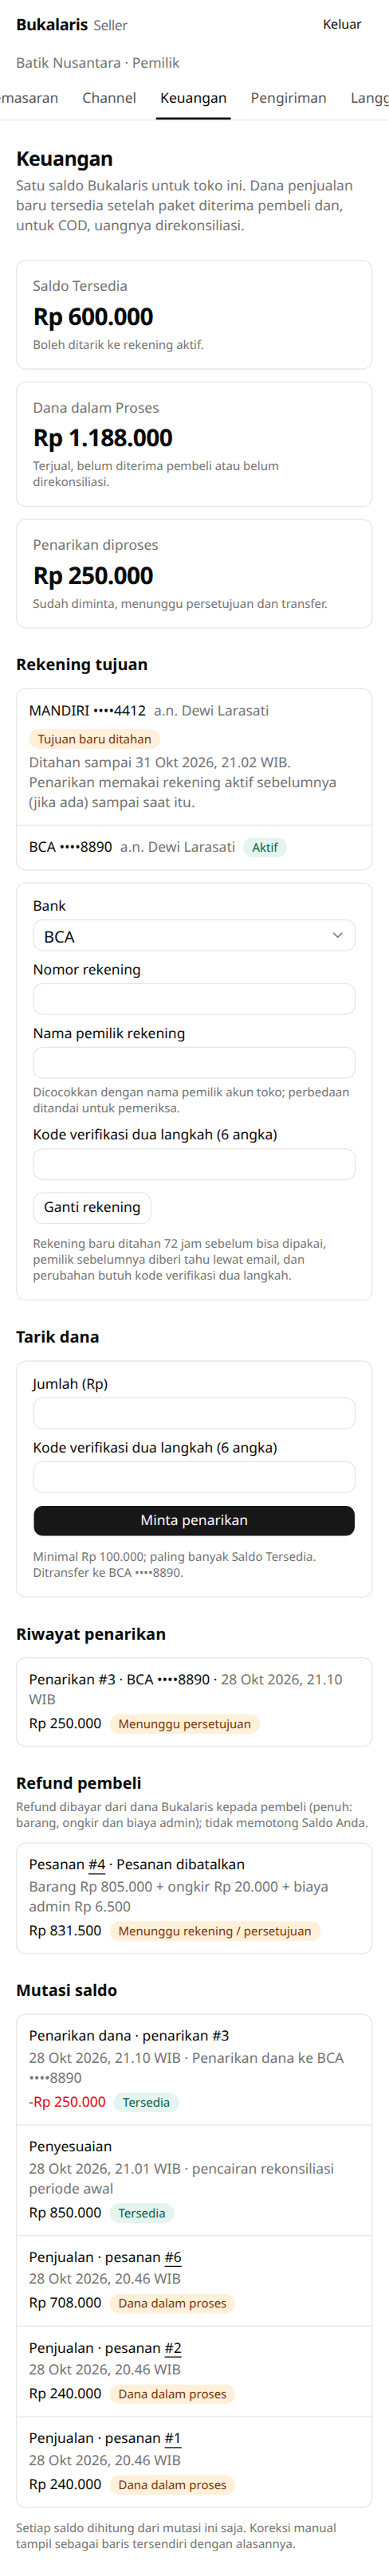 Bukalaris Seller
Keluar
Batik Nusantara · Pemilik
emasaran Channel Keuangan Pengiriman Langg
Keuangan
Satu saldo Bukalaris untuk toko ini. Dana penjualan
baru tersedia setelah paket diterima pembeli dan,
untuk COD, uangnya direkonsiliasi.
Saldo Tersedia
Rp 600.000
Boleh ditarik ke rekening aktif.
Dana dalam Proses
Rp 1.188.000
Terjual, belum diterima pembeli atau belum
direkonsiliasi.
Penarikan diproses
Rp 250.000
Sudah diminta, menunggu persetujuan dan transfer.
Rekening tujuan
MANDIRI ••••4412 a.n. Dewi Larasati
Tujuan baru ditahan
Ditahan sampai 31 Okt 2026, 21.02 WIB.
Penarikan memakai rekening aktif sebelumnya
(jika ada) sampai saat itu.
BCA ••••8890 a.n. Dewi Larasati Aktif
Bank
BCA
Nomor rekening
Nama pemilik rekening
Dicocokkan dengan nama pemilik akun toko; perbedaan
ditandai untuk pemeriksa.
Kode verifikasi dua langkah (6 angka)
Ganti rekening
Rekening baru ditahan 72 jam sebelum bisa dipakai,
pemilik sebelumnya diberi tahu lewat email, dan
perubahan butuh kode verifikasi dua langkah.
Tarik dana
Jumlah (Rp)
Kode verifikasi dua langkah (6 angka)
Minta penarikan
Minimal Rp 100.000; paling banyak Saldo Tersedia.
Ditransfer ke BCA ••••8890.
Riwayat penarikan
Penarikan #3 · BCA ••••8890 · 28 Okt 2026, 21.10
WIB
Rp 250.000 Menunggu persetujuan
Refund pembeli
Refund dibayar dari dana Bukalaris kepada pembeli (penuh:
barang, ongkir dan biaya admin); tidak memotong Saldo Anda.
Pesanan #4 · Pesanan dibatalkan
Barang Rp 805.000 + ongkir Rp 20.000 + biaya
admin Rp 6.500
Rp 831.500 Menunggu rekening / persetujuan
Mutasi saldo
Penarikan dana · penarikan #3
28 Okt 2026, 21.10 WIB · Penarikan dana ke BCA
••••8890
-Rp 250.000 Tersedia
Penyesuaian
28 Okt 2026, 21.01 WIB · pencairan rekonsiliasi
periode awal
Rp 850.000 Tersedia
Penjualan · pesanan #6
28 Okt 2026, 20.46 WIB
Rp 708.000 Dana dalam proses
Penjualan · pesanan #2
28 Okt 2026, 20.46 WIB
Rp 240.000 Dana dalam proses
Penjualan · pesanan #1
28 Okt 2026, 20.46 WIB
Rp 240.000 Dana dalam proses
Setiap saldo dihitung dari mutasi ini saja. Koreksi manual
tampil sebagai baris tersendiri dengan alasannya.